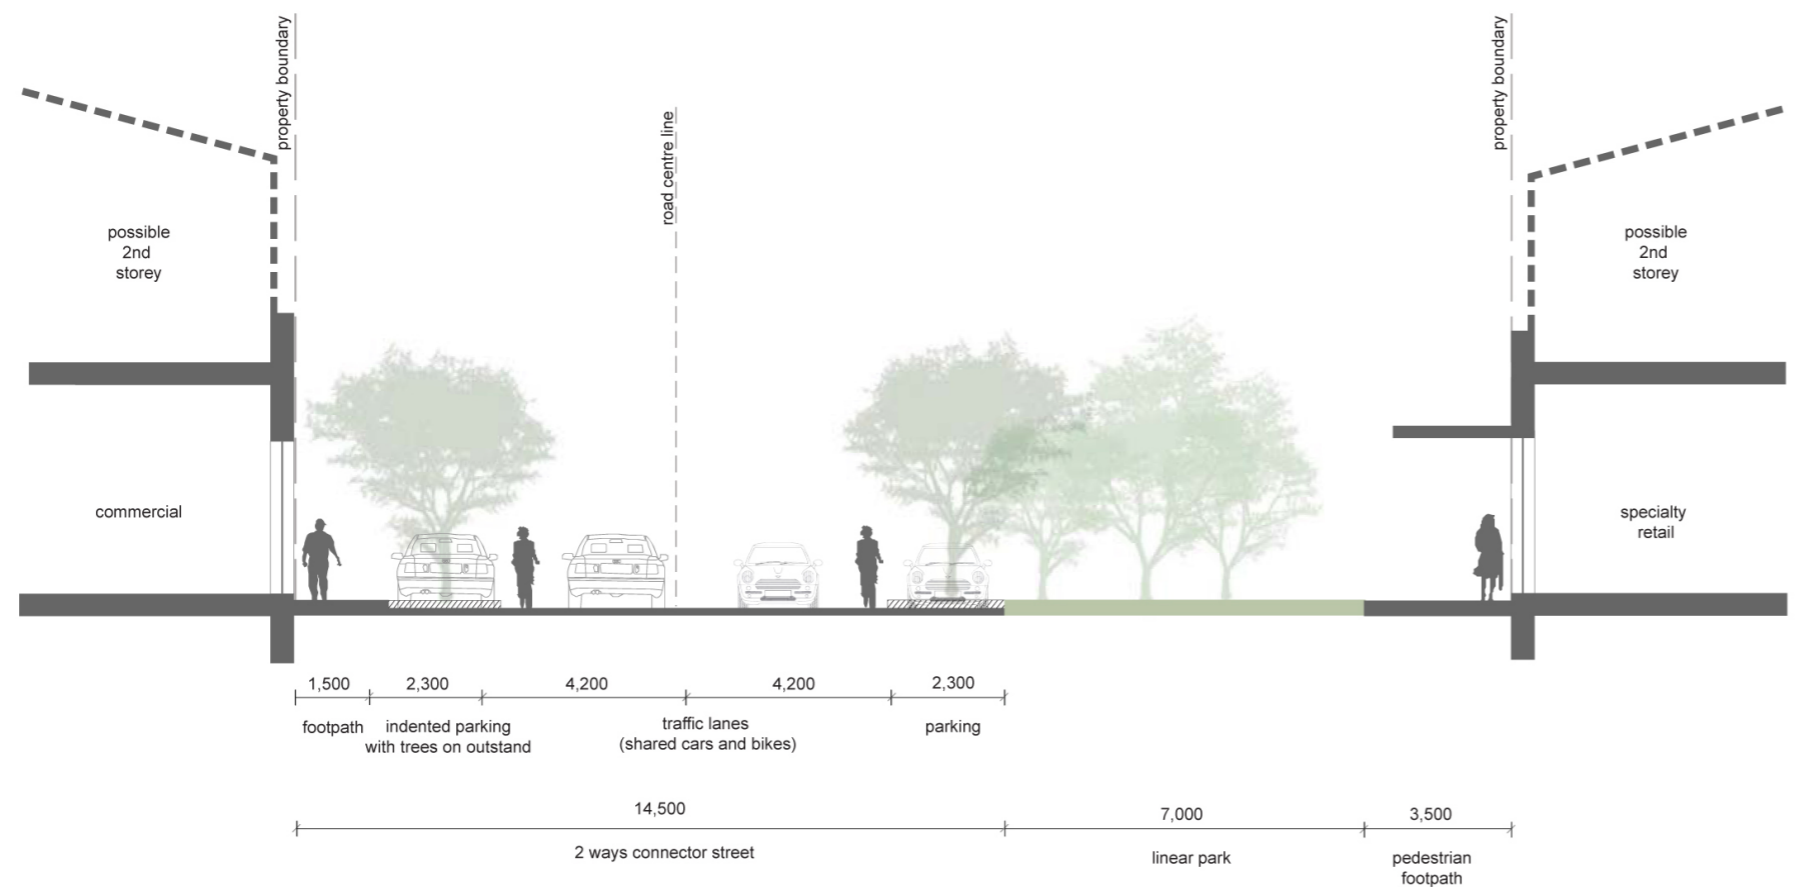 property boundary
road centre line
property boundary
possible
2nd
storey
possible
2nd
storey
commercial
specialty
retail
1,500
2,300
4,200
4,200
2,300
footpath
indented parking
with trees on outstand
traffic lanes
(shared cars and bikes)
parking
14,500
7,000
3,500
2 ways connector street
linear park
pedestrian
footpath